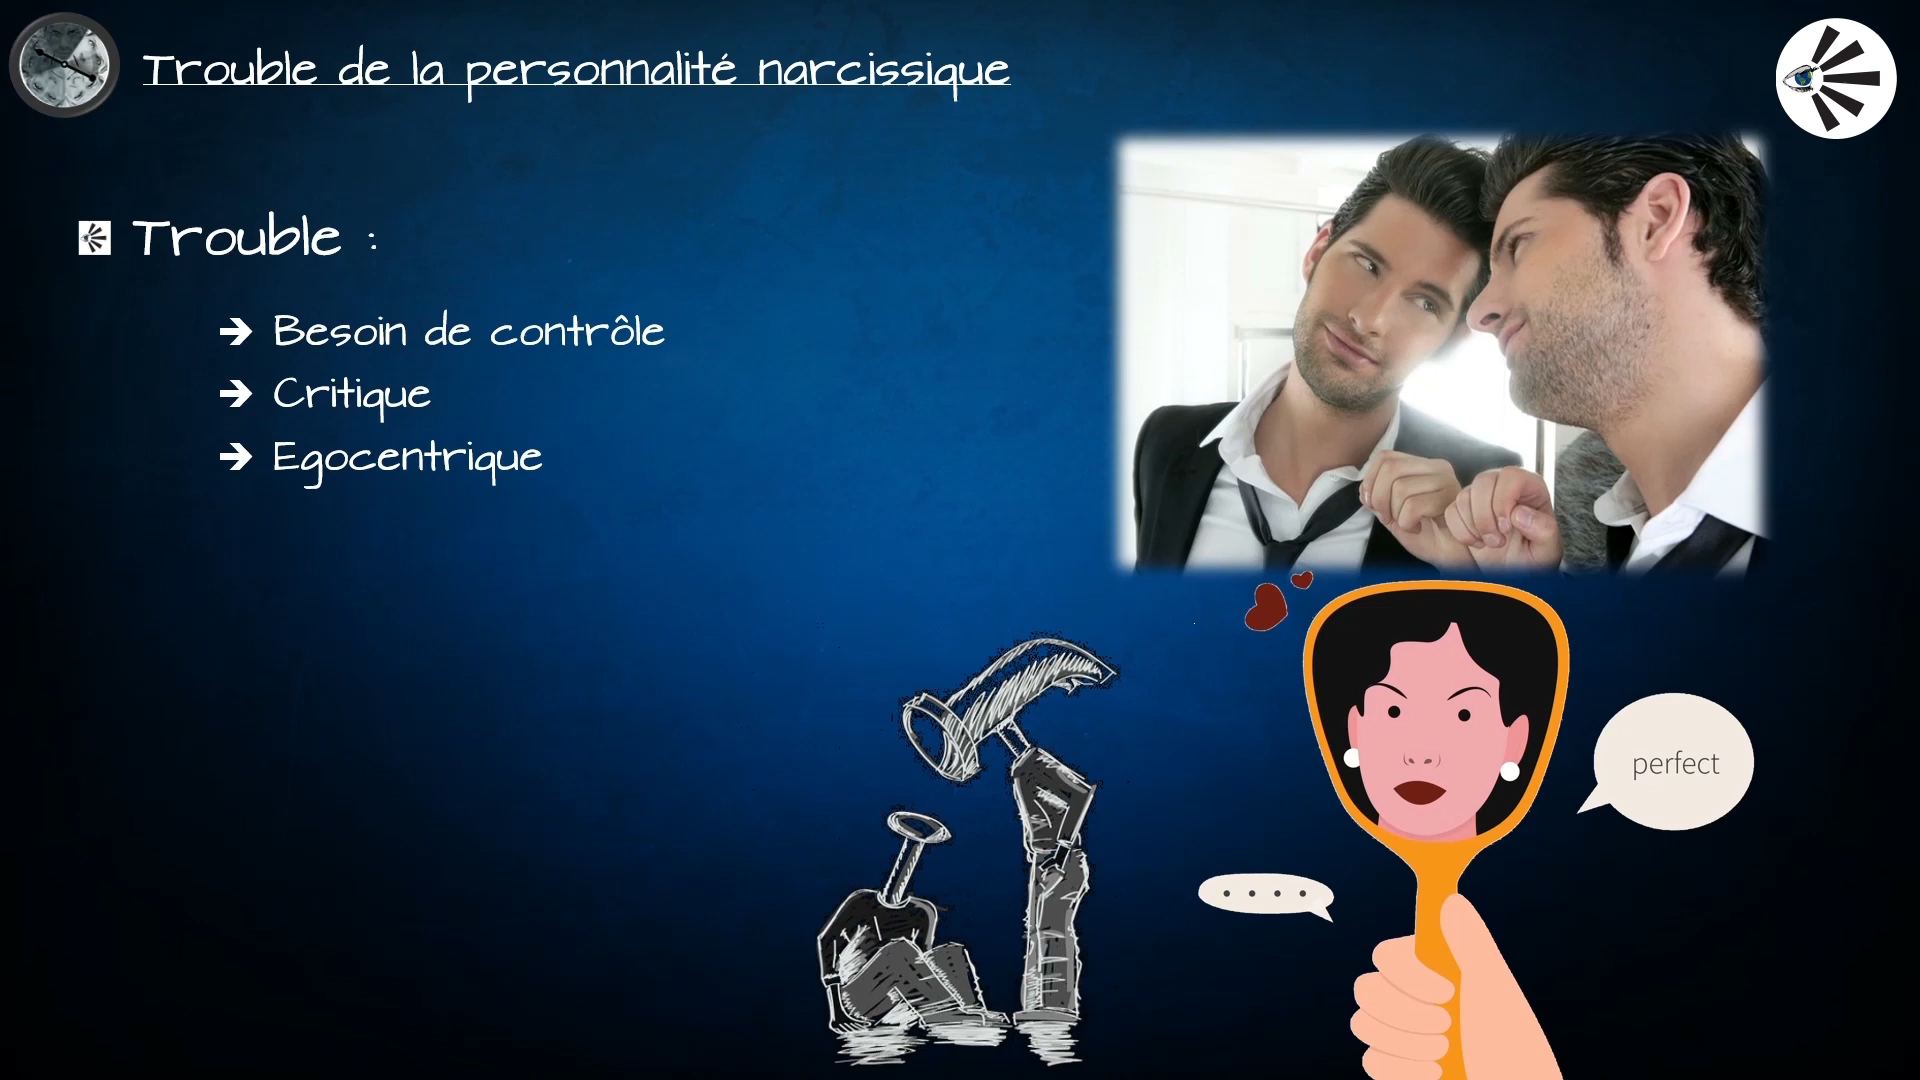 Trouble de la personnalité narcissique
Trouble :
→ Besoin de contrôle
→ Critique
→ Egocentrique
perfect